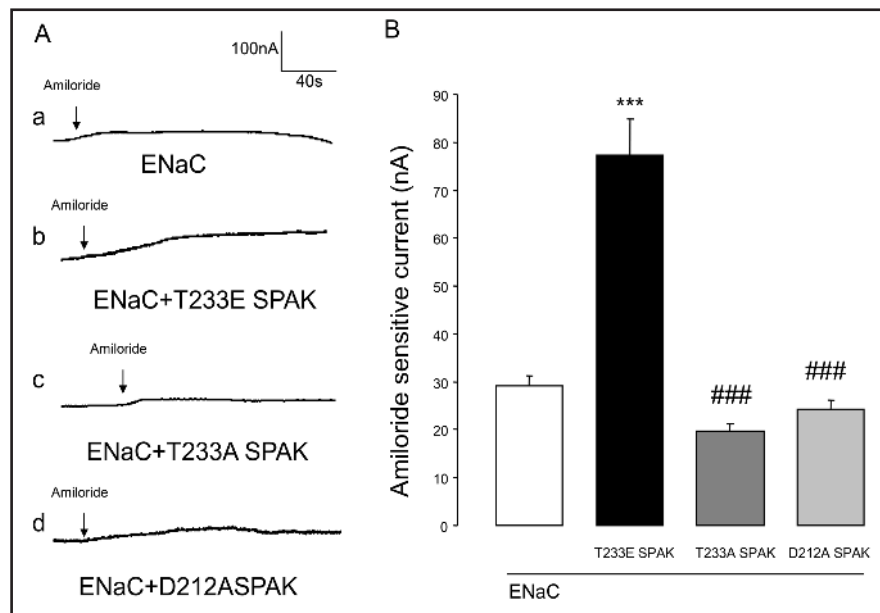 A
100nA
40s
Amiloride
a
ENaC
Amiloride
b
ENaC+T233E SPAK
Amiloride
c
ENaC+T233A SPAK
Amiloride
d
ENaC+D212ASPAK
B
Amiloride sensitive current (nA)
90
80
70
60
50
40
30
20
10
0
***
###
###
T233E SPAK T233A SPAK D212A SPAK
ENaC